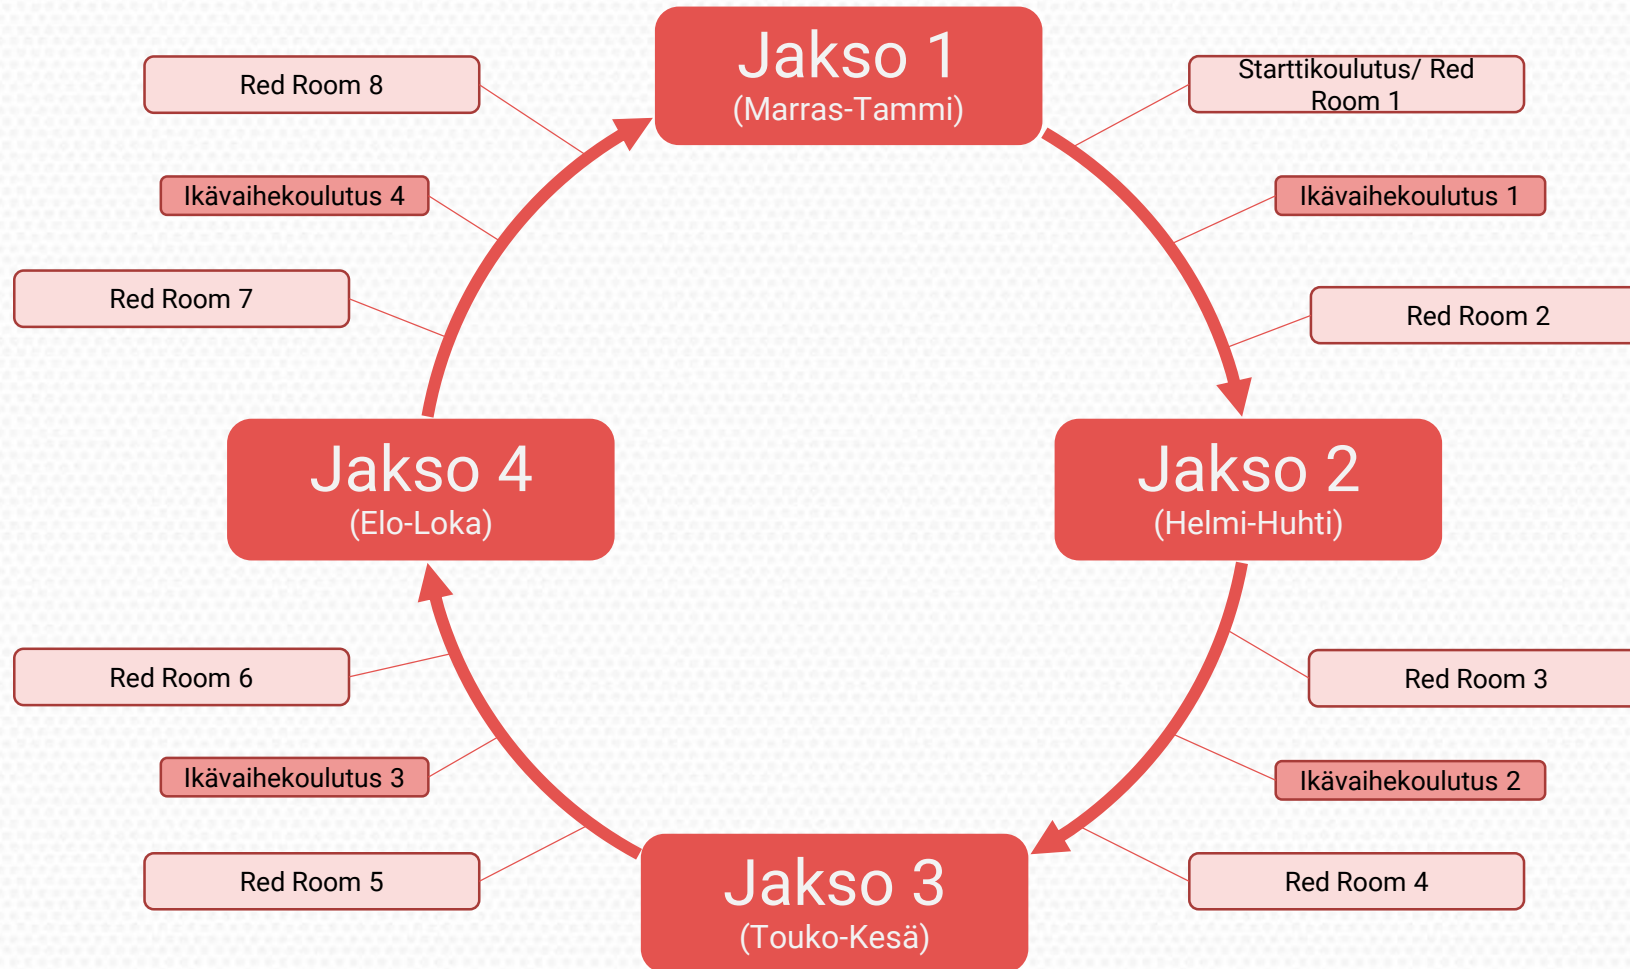 Jakso 1
(Marras-Tammi)
Starttikoulutus/ Red
Room 1
Ikävaihekoulutus 1
Red Room 2
Jakso 2
(Helmi-Huhti)
Red Room 3
Ikävaihekoulutus 2
Red Room 4
Jakso 3
(Touko-Kesä)
Red Room 5
Ikävaihekoulutus 3
Red Room 6
Jakso 4
(Elo-Loka)
Red Room 7
Ikävaihekoulutus 4
Red Room 8